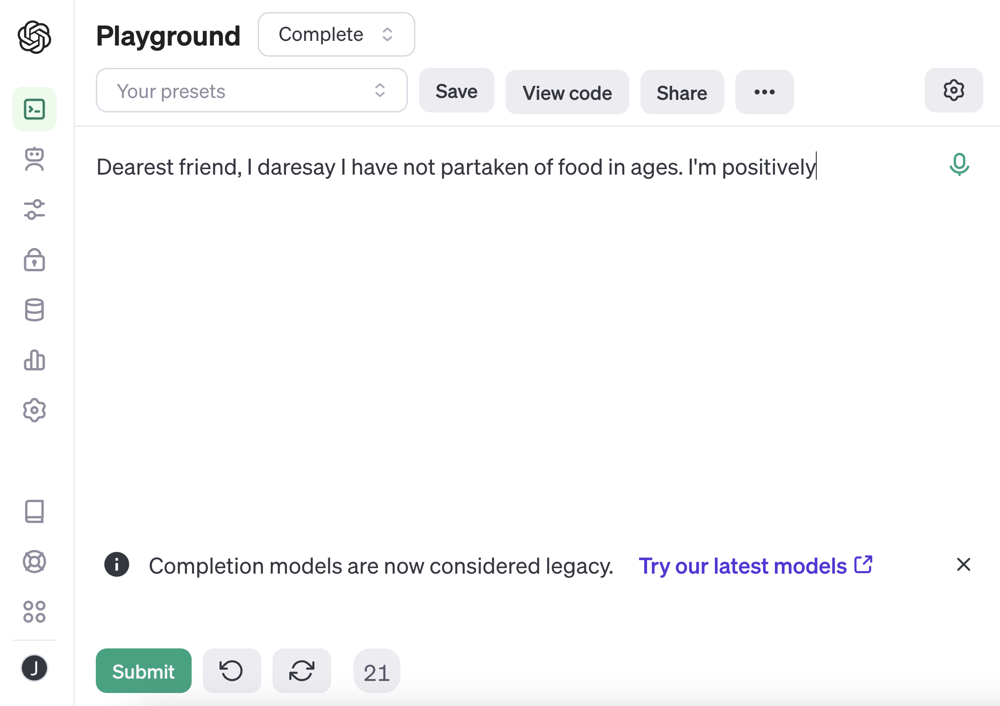 Playground
Complete
Your presets
Save
View code
Share
Dearest friend, I daresay I have not partaken of food in ages. I'm positively
Completion models are now considered legacy. Try our latest models
Submit
21
J